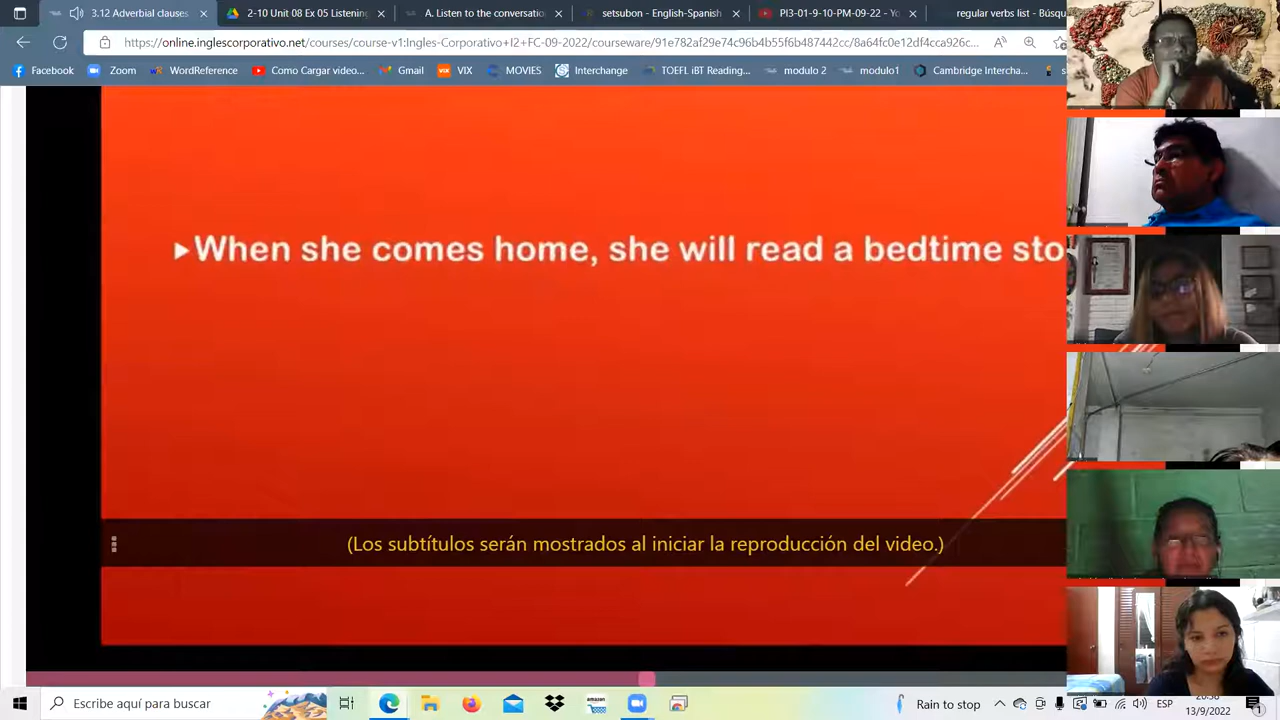 3.12 Adverbial clauses
2-10 Unit 08 Ex 05 Listening
A. Listen to the conversation
setsubon - English-Spanish
PI3-01-9-10-PM-09-22 - Yo
regular verbs list - Búsqu
https://online.inglescorporativo.net/courses/course-v1:Ingles-Corporativo+I2+FC-09-2022/courseware/91e782af29e74c96b4b55f6b487442cc/8a64fc0e12df4cca926c...
Facebook
Zoom
WordReference
Como Cargar video...
Gmail
VIX
MOVIES
Interchange
TOEFL iBT Reading...
modulo 2
modulo1
Cambridge Intercha...
When she comes home, she will read a bedtime sto
(Los subtítulos serán mostrados al iniciar la reproducción del video.)
Escribe aquí para buscar
amazon
Rain to stop
ESP
20:38
13/9/2022